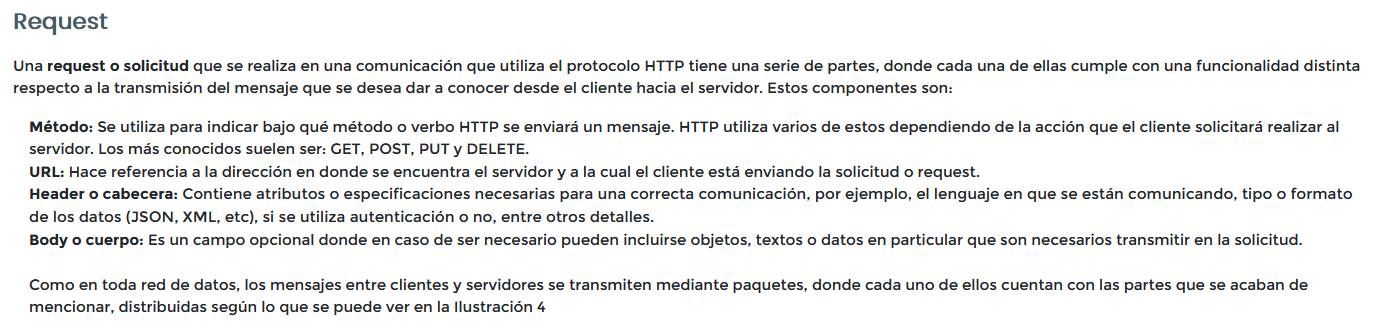 Request
Una request o solicitud que se realiza en una comunicación que utiliza el protocolo HTTP tiene una serie de partes, donde cada una de ellas cumple con una funcionalidad distinta
respecto a la transmisión del mensaje que se desea dar a conocer desde el cliente hacia el servidor. Estos componentes son:
Método: Se utiliza para indicar bajo qué método o verbo HTTP se enviará un mensaje. HTTP utiliza varios de estos dependiendo de la acción que el cliente solicitará realizar al
servidor. Los más conocidos suelen ser: GET, POST, PUT y DELETE.
URL: Hace referencia a la dirección en donde se encuentra el servidor y a la cual el cliente está enviando la solicitud o request.
Header o cabecera: Contiene atributos o especificaciones necesarias para una correcta comunicación, por ejemplo, el lenguaje en que se están comunicando, tipo o formato
de los datos (JSON, XML, etc), si se utiliza autenticación o no, entre otros detalles.
Body o cuerpo: Es un campo opcional donde en caso de ser necesario pueden incluirse objetos, textos o datos en particular que son necesarios transmitir en la solicitud.
Como en toda red de datos, los mensajes entre clientes y servidores se transmiten mediante paquetes, donde cada uno de ellos cuentan con las partes que se acaban de
mencionar, distribuidas según lo que se puede ver en la Ilustración 4